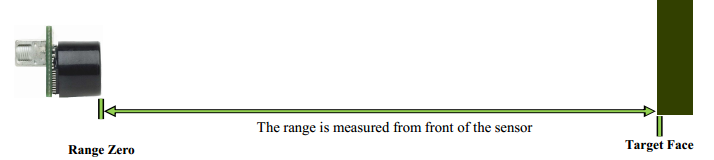 The range is measured from front of the sensor
Range Zero
Target Face